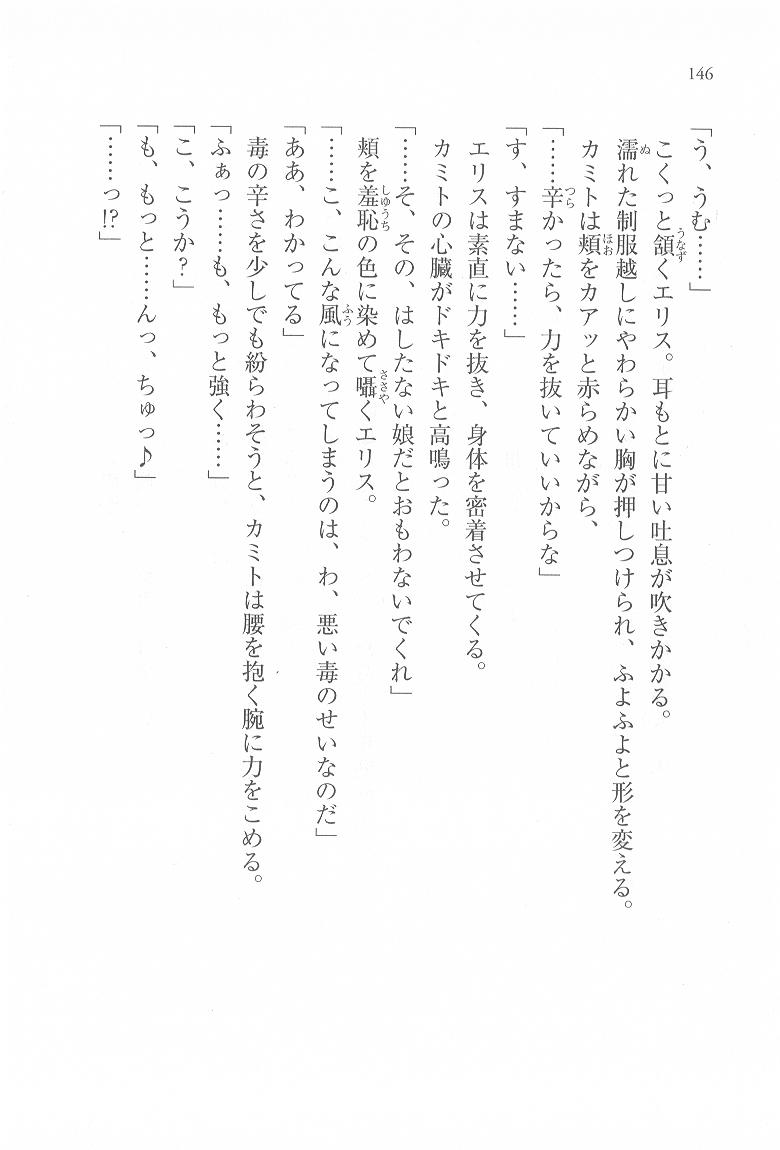 146
「う、うむ……」
こくっと頷くエリス。耳もとに甘い吐息が吹きかかる。
濡れた制服越しにやわらかい胸が押しつけられ、ふよふよと形を変える。
カミトは頬をカアッと赤らめながら、
「……辛かったら、力を抜いていいからな」
「す、すまない……」
エリスは素直に力を抜き、身体を密着させてくる。
カミトの心臓がドキドキと高鳴った。
「……そ、その、はしたない娘だとおもわないでくれ」
頬を羞恥の色に染めて囁くエリス。
「……こ、こんな風になってしまうのは、わ、悪い毒のせいなのだ」
「ああ、わかってる」
毒の辛さを少しでも紛らわそうと、カミトは腰を抱く腕に力をこめる。
「ふぁっ……も、もっと強く……」
「こ、こうか?」
「も、もっと……んっ、ちゅっ♪」
「……っ!?」